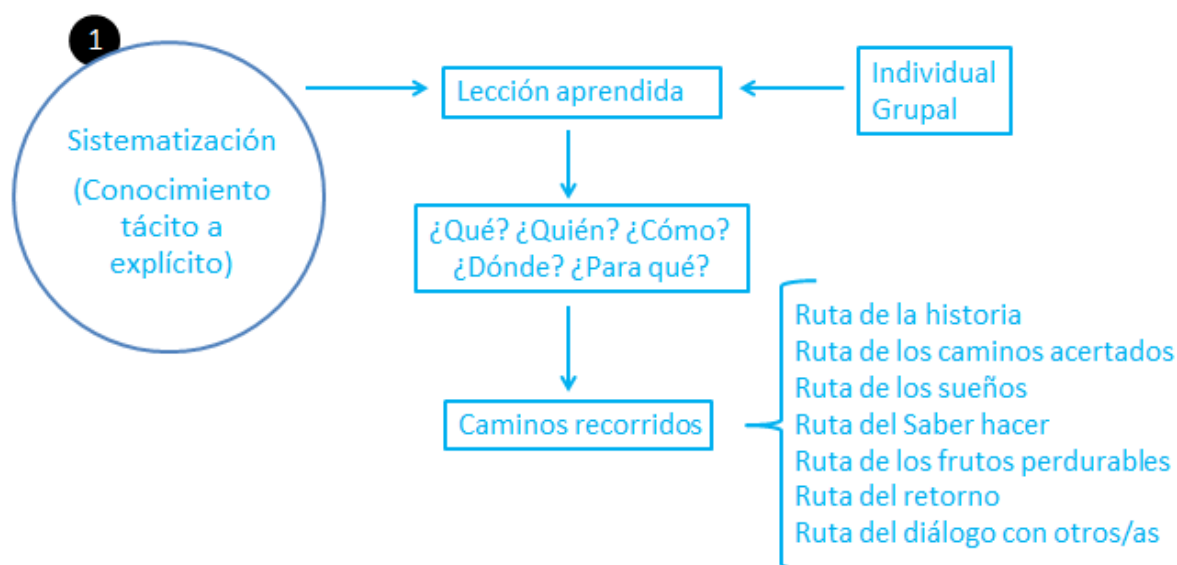 1
Sistematización
(Conocimiento
tácito a
explícito)
Lección aprendida
Individual
Grupal
¿Qué? ¿Quién? ¿Cómo?
¿Dónde? ¿Para qué?
Caminos recorridos
Ruta de la historia
Ruta de los caminos acertados
Ruta de los sueños
Ruta del Saber hacer
Ruta de los frutos perdurables
Ruta del retorno
Ruta del diálogo con otros/as